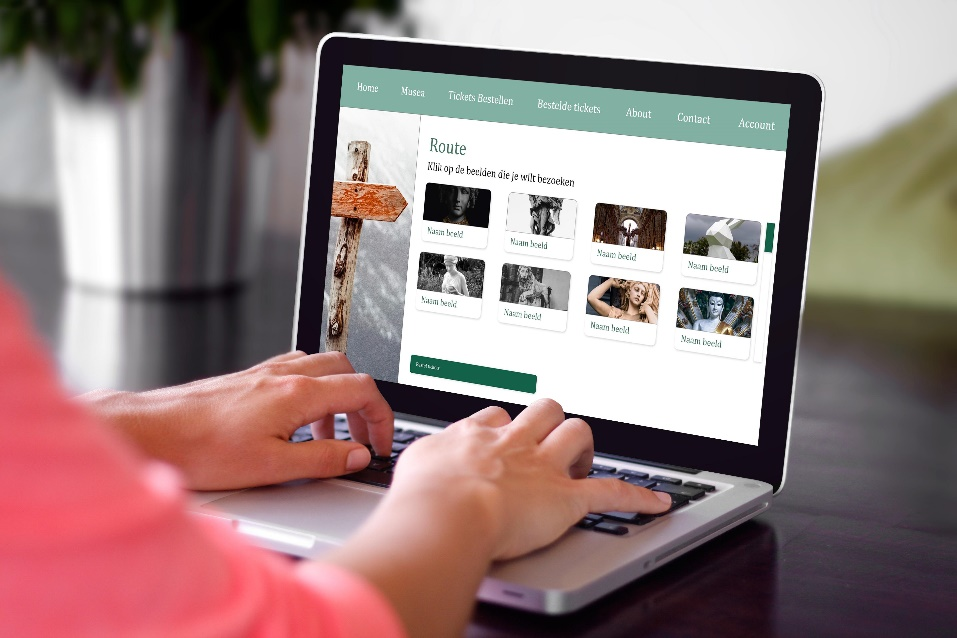 Home Musea Tickets Bestellen Bestelde tickets About Contact Account
Route
Klik op de beelden die je wilt bezoeken
Naam beeld Naam beeld Naam beeld Naam beeld
Naam beeld Naam beeld Naam beeld Naam beeld